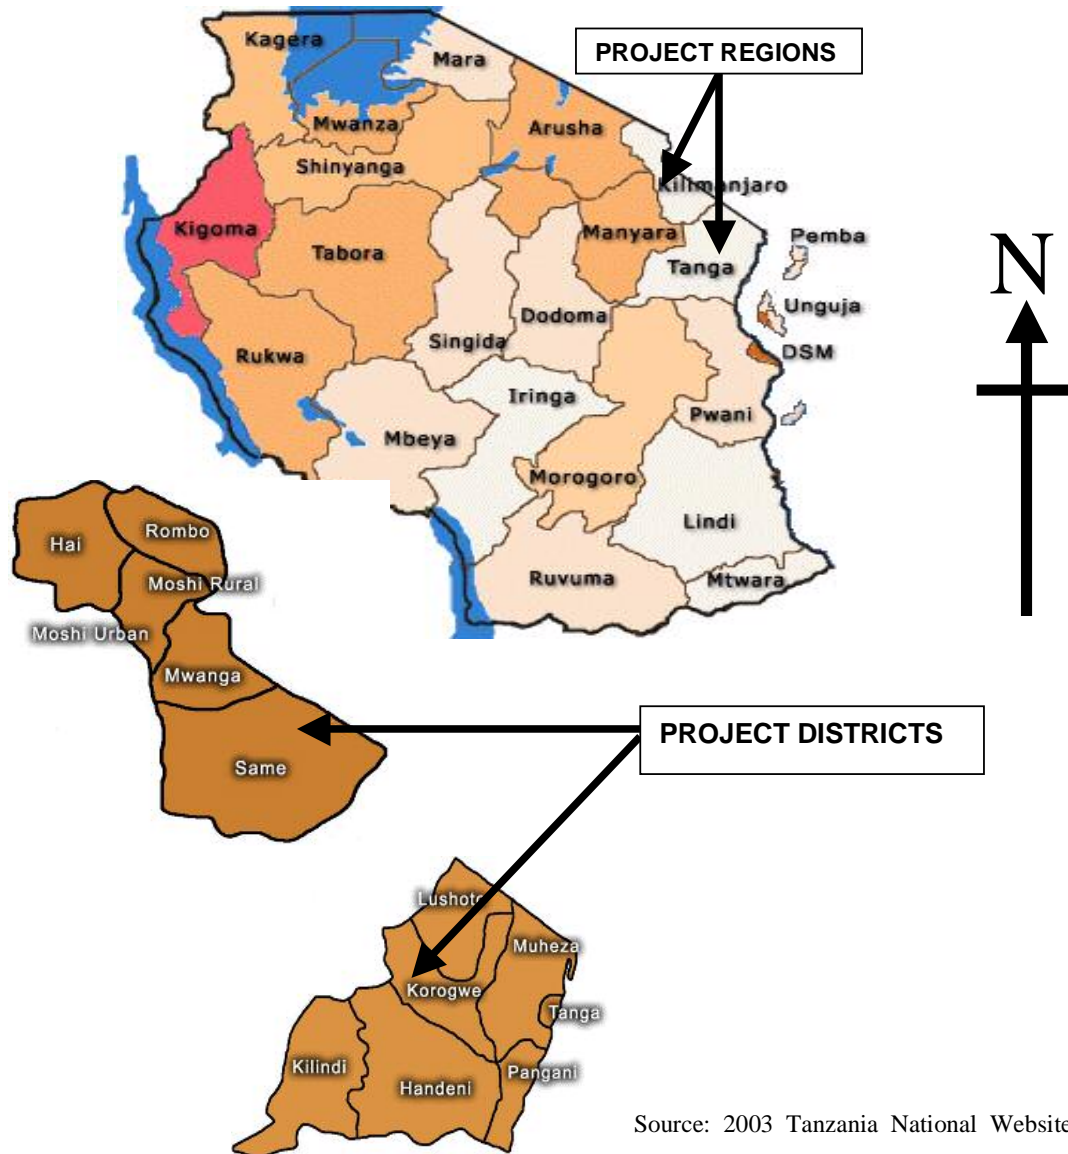 Kagera
Mara
PROJECT REGIONS
Mwanza
Arusha
Shinyanga
Kilimanjaro
Kigoma
Tabora
Manyara
Tanga
Pemba
N
Unguja
Singida
Dodoma
DSM
Rukwa
Iringa
Pwani
Mbeya
Morogoro
Lindi
Ruvuma
Mtwara
Hai
Rombo
Moshi Rural
Moshi Urban
Mwanga
PROJECT DISTRICTS
Same
Lushoto
Muheza
Korogwe
Tanga
Kilindi
Handeni
Pangani
Source: 2003 Tanzania National Website